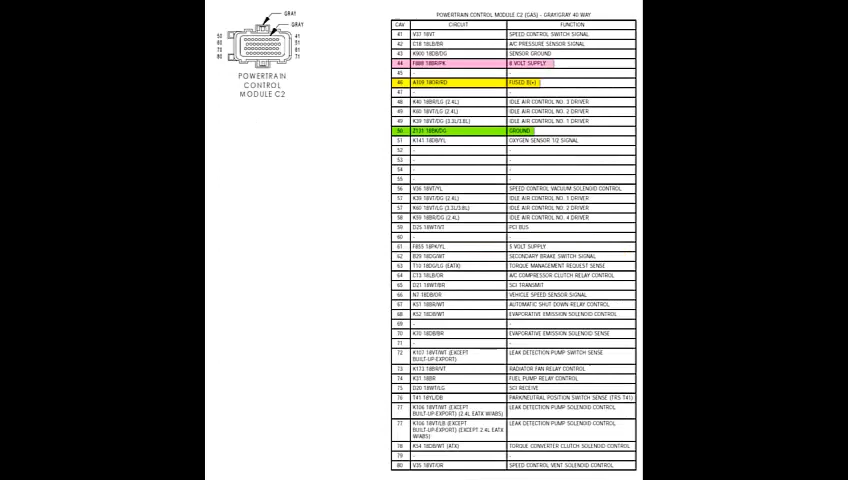 GRAY
GRAY
50
60
70
80
41
51
61
71
POWERTRAIN
CONTROL
MODULE C2
POWERTRAIN CONTROL MODULE C2 (GAS) - GRAY/GRAY 40 WAY
CAV CIRCUIT FUNCTION
41 V37 18VT SPEED CONTROL SWITCH SIGNAL
42 C18 18LB/BR A/C PRESSURE SENSOR SIGNAL
43 K900 18DB/DG SENSOR GROUND
44 F888 18BR/PK 8 VOLT SUPPLY
45 - -
46 A109 18OR/RD FUSED B(+)
47 - -
48 K40 18BR/LG (2.4L) IDLE AIR CONTROL NO. 3 DRIVER
49 K60 18VT/LG (2.4L) IDLE AIR CONTROL NO. 2 DRIVER
49 K39 18VT/DG (3.3L/3.8L) IDLE AIR CONTROL NO. 1 DRIVER
50 Z131 18BK/DG GROUND
51 K141 18DB/YL OXYGEN SENSOR 1/2 SIGNAL
52 - -
53 - -
54 - -
55 - -
56 V36 18VT/YL SPEED CONTROL VACUUM SOLENOID CONTROL
57 K39 18VT/DG (2.4L) IDLE AIR CONTROL NO. 1 DRIVER
57 K60 18VT/LG (3.3L/3.8L) IDLE AIR CONTROL NO. 2 DRIVER
58 K59 18BR/DG (2.4L) IDLE AIR CONTROL NO. 4 DRIVER
59 D25 18WT/VT PCI BUS
60 - -
61 F855 18PK/YL 5 VOLT SUPPLY
62 B29 18DG/WT SECONDARY BRAKE SWITCH SIGNAL
63 T10 18DG/LG (EATX) TORQUE MANAGEMENT REQUEST SENSE
64 C13 18LB/OR A/C COMPRESSOR CLUTCH RELAY CONTROL
65 D21 18WT/BR SCI TRANSMIT
66 N7 18DB/OR VEHICLE SPEED SENSOR SIGNAL
67 K51 18BR/WT AUTOMATIC SHUT DOWN RELAY CONTROL
68 K52 18DB/WT EVAPORATIVE EMISSION SOLENOID CONTROL
69 - -
70 K70 18DB/BR EVAPORATIVE EMISSION SOLENOID SENSE
71 - -
72 K107 18VT/WT (EXCEPT LEAK DETECTION PUMP SWITCH SENSE
BUILT-UP-EXPORT)
73 K173 18BR/VT RADIATOR FAN RELAY CONTROL
74 K31 18BR FUEL PUMP RELAY CONTROL
75 D20 18WT/LG SCI RECEIVE
76 T41 18YL/DB PARK/NEUTRAL POSITION SWITCH SENSE (TRS T41)
77 K106 18VT/WT (EXCEPT LEAK DETECTION PUMP SOLENOID CONTROL
BUILT-UP-EXPORT) (2.4L EATX W/ABS)
77 K106 18VT/LB (EXCEPT LEAK DETECTION PUMP SOLENOID CONTROL
BUILT-UP-EXPORT) (EXCEPT 2.4L EATX
W/ABS)
78 K54 18DB/WT (ATX) TORQUE CONVERTER CLUTCH SOLENOID CONTROL
79 - -
80 V35 18VT/OR SPEED CONTROL VENT SOLENOID CONTROL